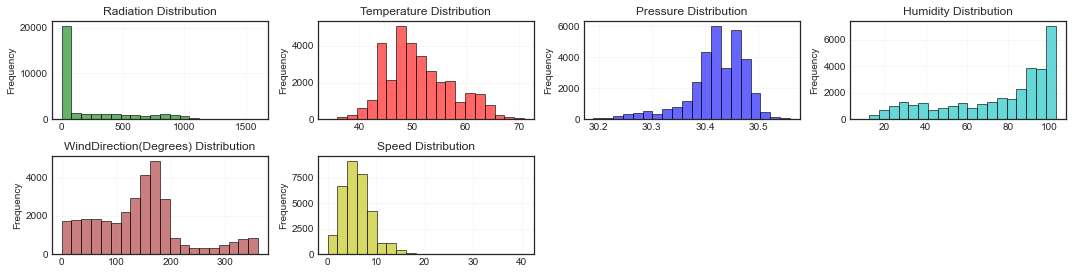 Radiation Distribution
Frequency
20000
10000
0
0 500 1000 1500
Temperature Distribution
Frequency
4000
2000
0
40 50 60 70
Pressure Distribution
Frequency
6000
4000
2000
0
30.2 30.3 30.4 30.5
Humidity Distribution
Frequency
6000
4000
2000
0
20 40 60 80 100
WindDirection(Degrees) Distribution
Frequency
4000
2000
0
0 100 200 300
Speed Distribution
Frequency
7500
5000
2500
0
0 10 20 30 40